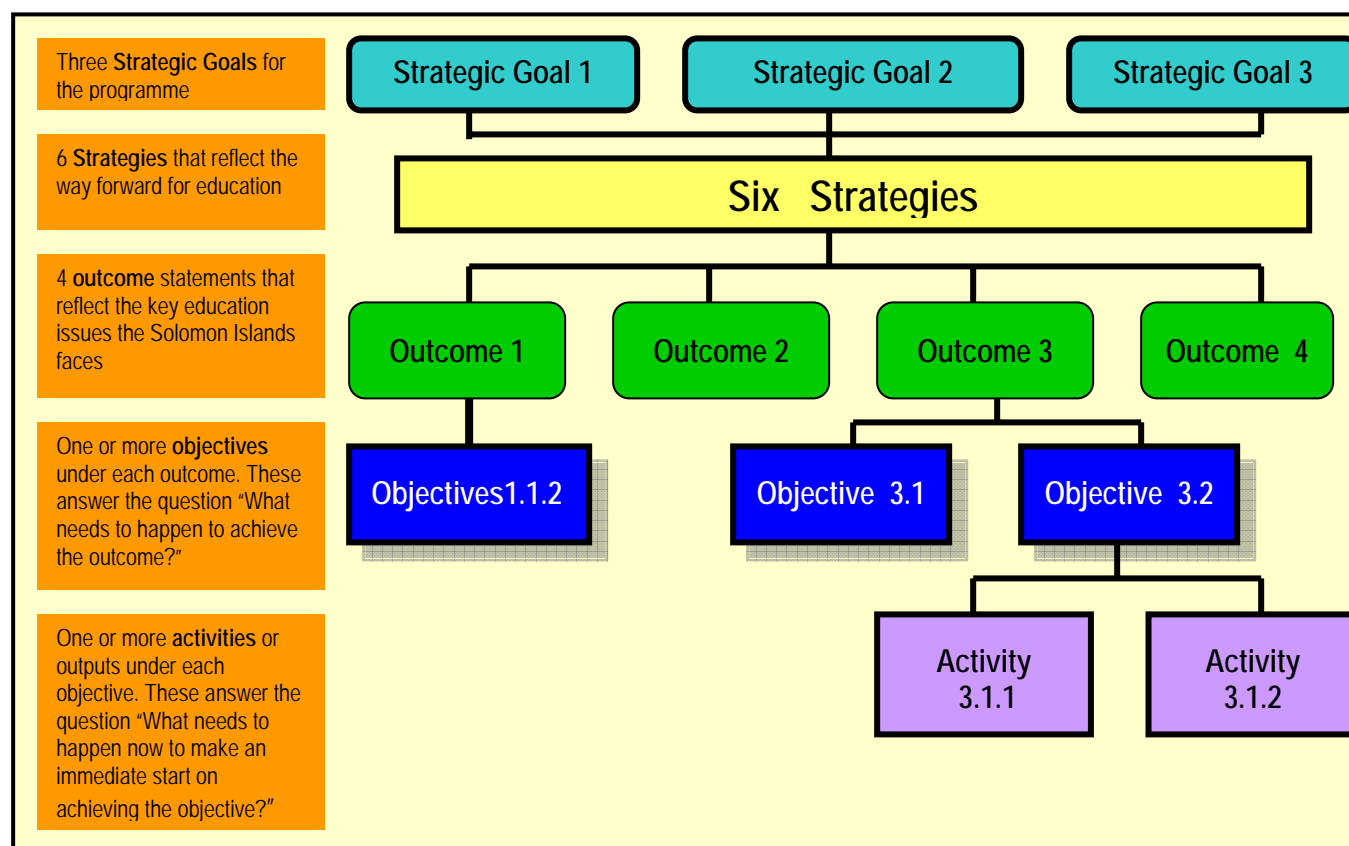 Three Strategic Goals for
the programme
Strategic Goal 1
Strategic Goal 2
Strategic Goal 3
6 Strategies that reflect the
way forward for education
Six Strategies
4 outcome statements that
reflect the key education
issues the Solomon Islands
faces
Outcome 1
Outcome 2
Outcome 3
Outcome 4
One or more objectives
under each outcome. These
answer the question "What
needs to happen to achieve
the outcome?"
Objectives1.1.2
Objective 3.1
Objective 3.2
One or more activities or
outputs under each
objective. These answer the
question "What needs to
happen now to make an
immediate start on
achieving the objective?"
Activity
3.1.1
Activity
3.1.2